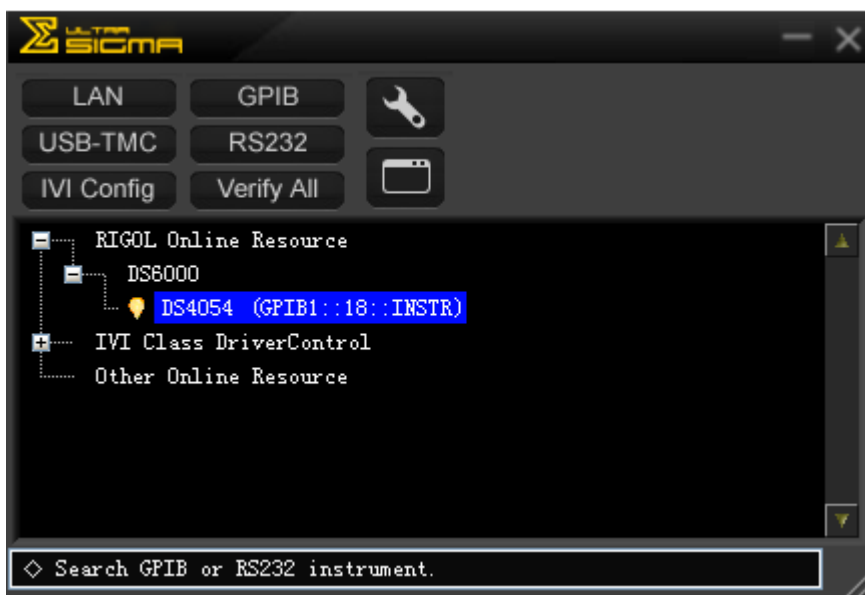 ULTRA
SIGMA
LAN GPIB
USB-TMC RS232
IVI Config Verify All
RIGOL Online Resource
DS6000
DS4054 (GPIB1::18::INSTR)
IVI Class DriverControl
Other Online Resource
◇ Search GPIB or RS232 instrument.